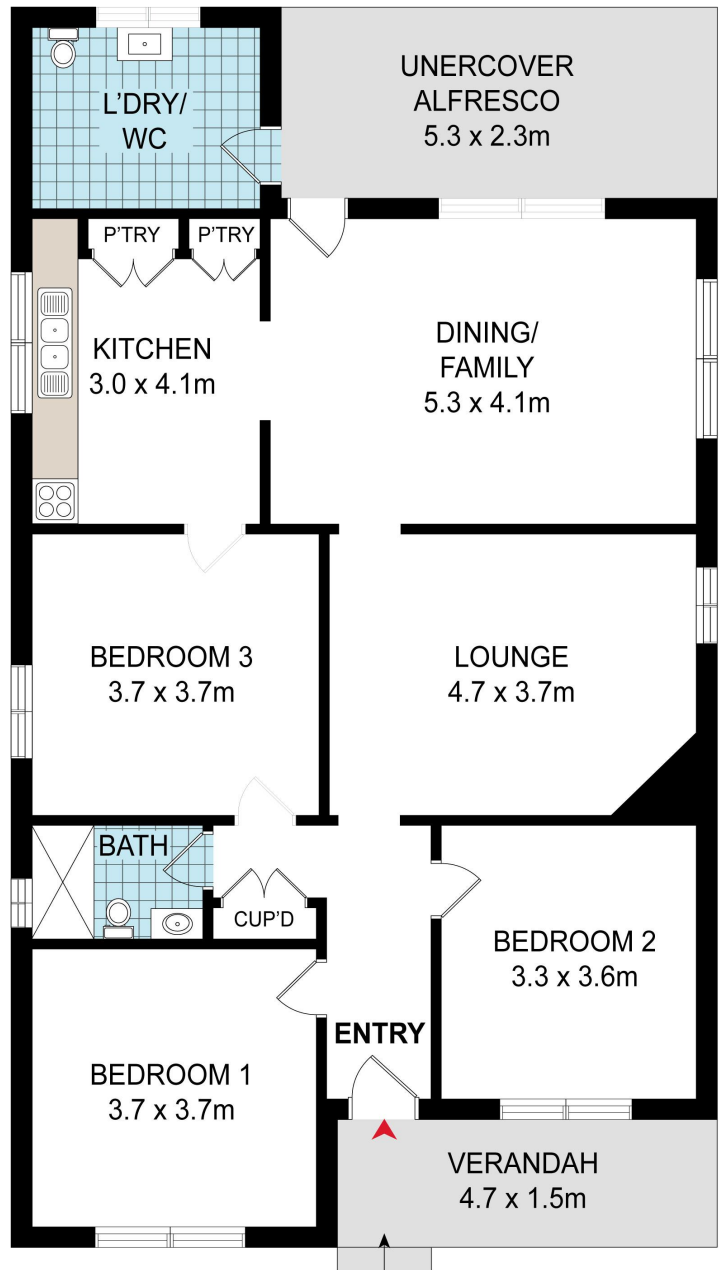 UNERCOVER
ALFRESCO
5.3 x 2.3m
L'DRY/
WC
P'TRY
P'TRY
KITCHEN
3.0 x 4.1m
DINING/
FAMILY
5.3 x 4.1m
BEDROOM 3
3.7 x 3.7m
LOUNGE
4.7 x 3.7m
BATH
CUP'D
BEDROOM 2
3.3 x 3.6m
ENTRY
BEDROOM 1
3.7 x 3.7m
VERANDAH
4.7 x 1.5m